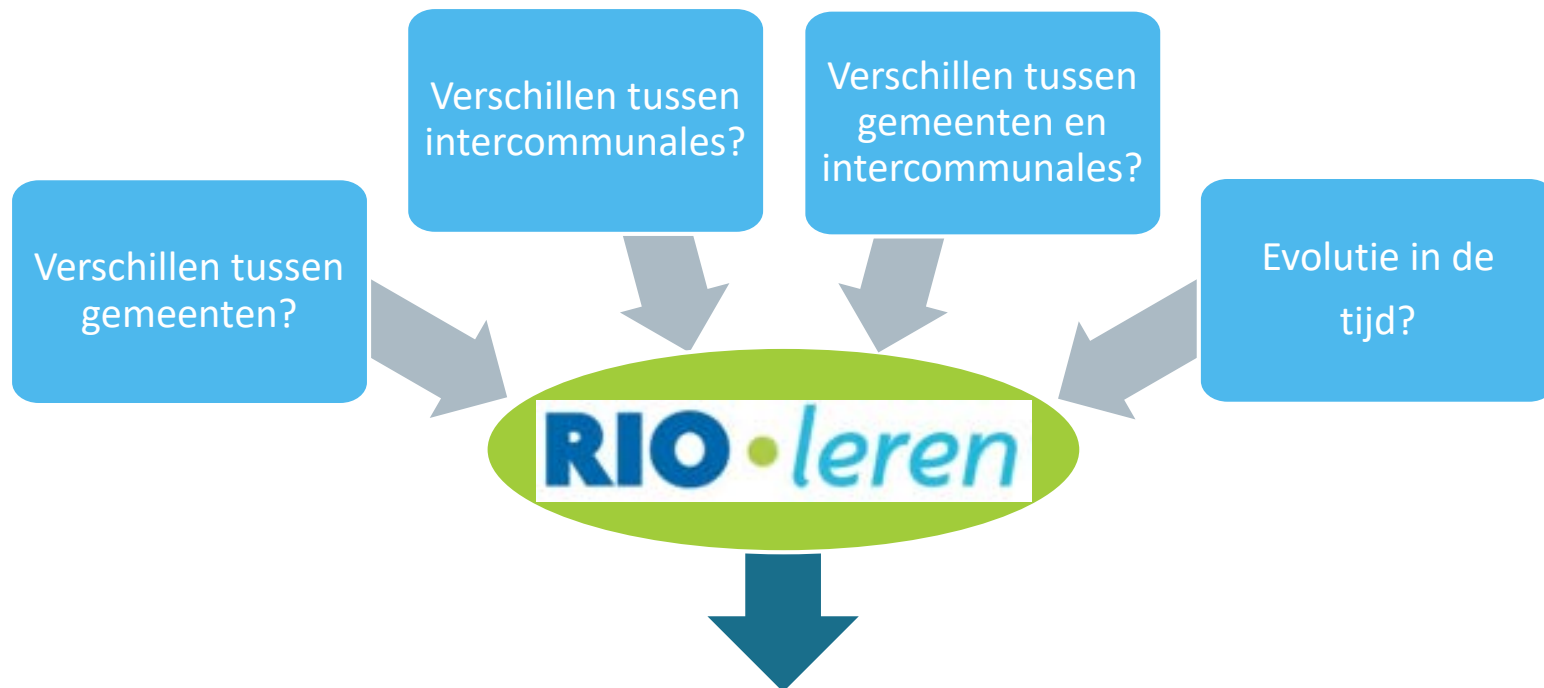 Verschillen tussen
gemeenten?
Verschillen tussen
intercommunales?
Verschillen tussen
gemeenten en
intercommunales?
Evolutie in de
tijd?
RIO•leren